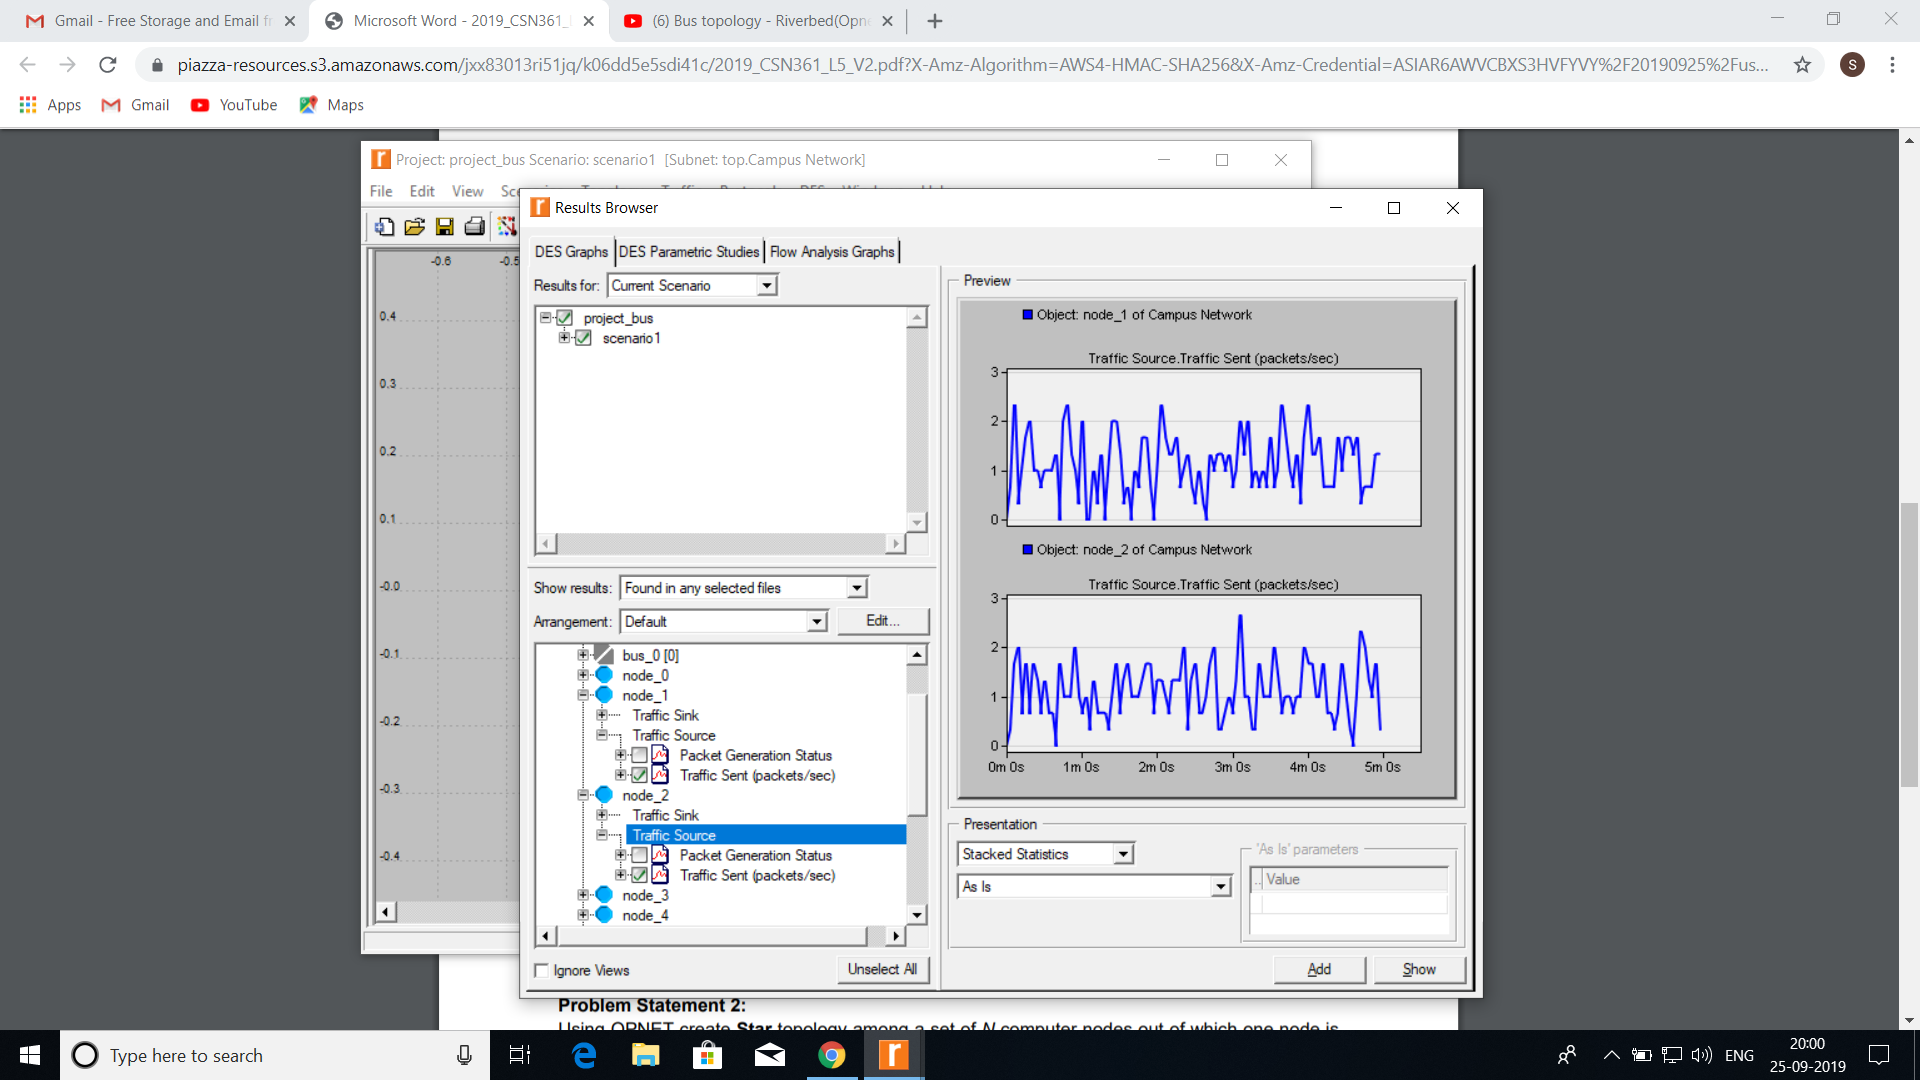 Gmail - Free Storage and Email fr
Microsoft Word - 2019_CSN361_
(6) Bus topology - Riverbed(Opne
piazza-resources.s3.amazonaws.com/jxx83013ri51jq/k06dd5e5sdi41c/2019_CSN361_L5_V2.pdf?X-Amz-Algorithm=AWS4-HMAC-SHA256&X-Amz-Credential=ASIAR6AWVCBXS3HVFYVY%2F20190925%2Fus...
S
Apps
Gmail
YouTube
Maps
Project: project_bus Scenario: scenario1 [Subnet: top.Campus Network]
File Edit View
-0.6
0.4
0.3
0.2
0.1
-0.0
-0.1
-0.2
-0.3
-0.4
Results Browser
DES Graphs
DES Parametric Studies
Flow Analysis Graphs
Results for: Current Scenario
project_bus
scenario1
Show results: Found in any selected files
Arrangement: Default
Edit...
bus_0 [0]
node_0
node_1
Traffic Sink
Traffic Source
Packet Generation Status
Traffic Sent (packets/sec)
node_2
Traffic Sink
Traffic Source
Packet Generation Status
Traffic Sent (packets/sec)
node_3
node_4
Ignore Views
Unselect All
Preview
Object: node_1 of Campus Network
Traffic Source.Traffic Sent (packets/sec)
3
2
1
0
Object: node_2 of Campus Network
Traffic Source.Traffic Sent (packets/sec)
3
2
1
0
0m 0s 1m 0s 2m 0s 3m 0s 4m 0s 5m 0s
Presentation
Stacked Statistics
As Is
'As Is' parameters
.. Value
Add
Show
Problem Statement 2:
Using OPNET create Star topology among a set of N computer nodes out of which one node is
Type here to search
ENG
20:00
25-09-2019